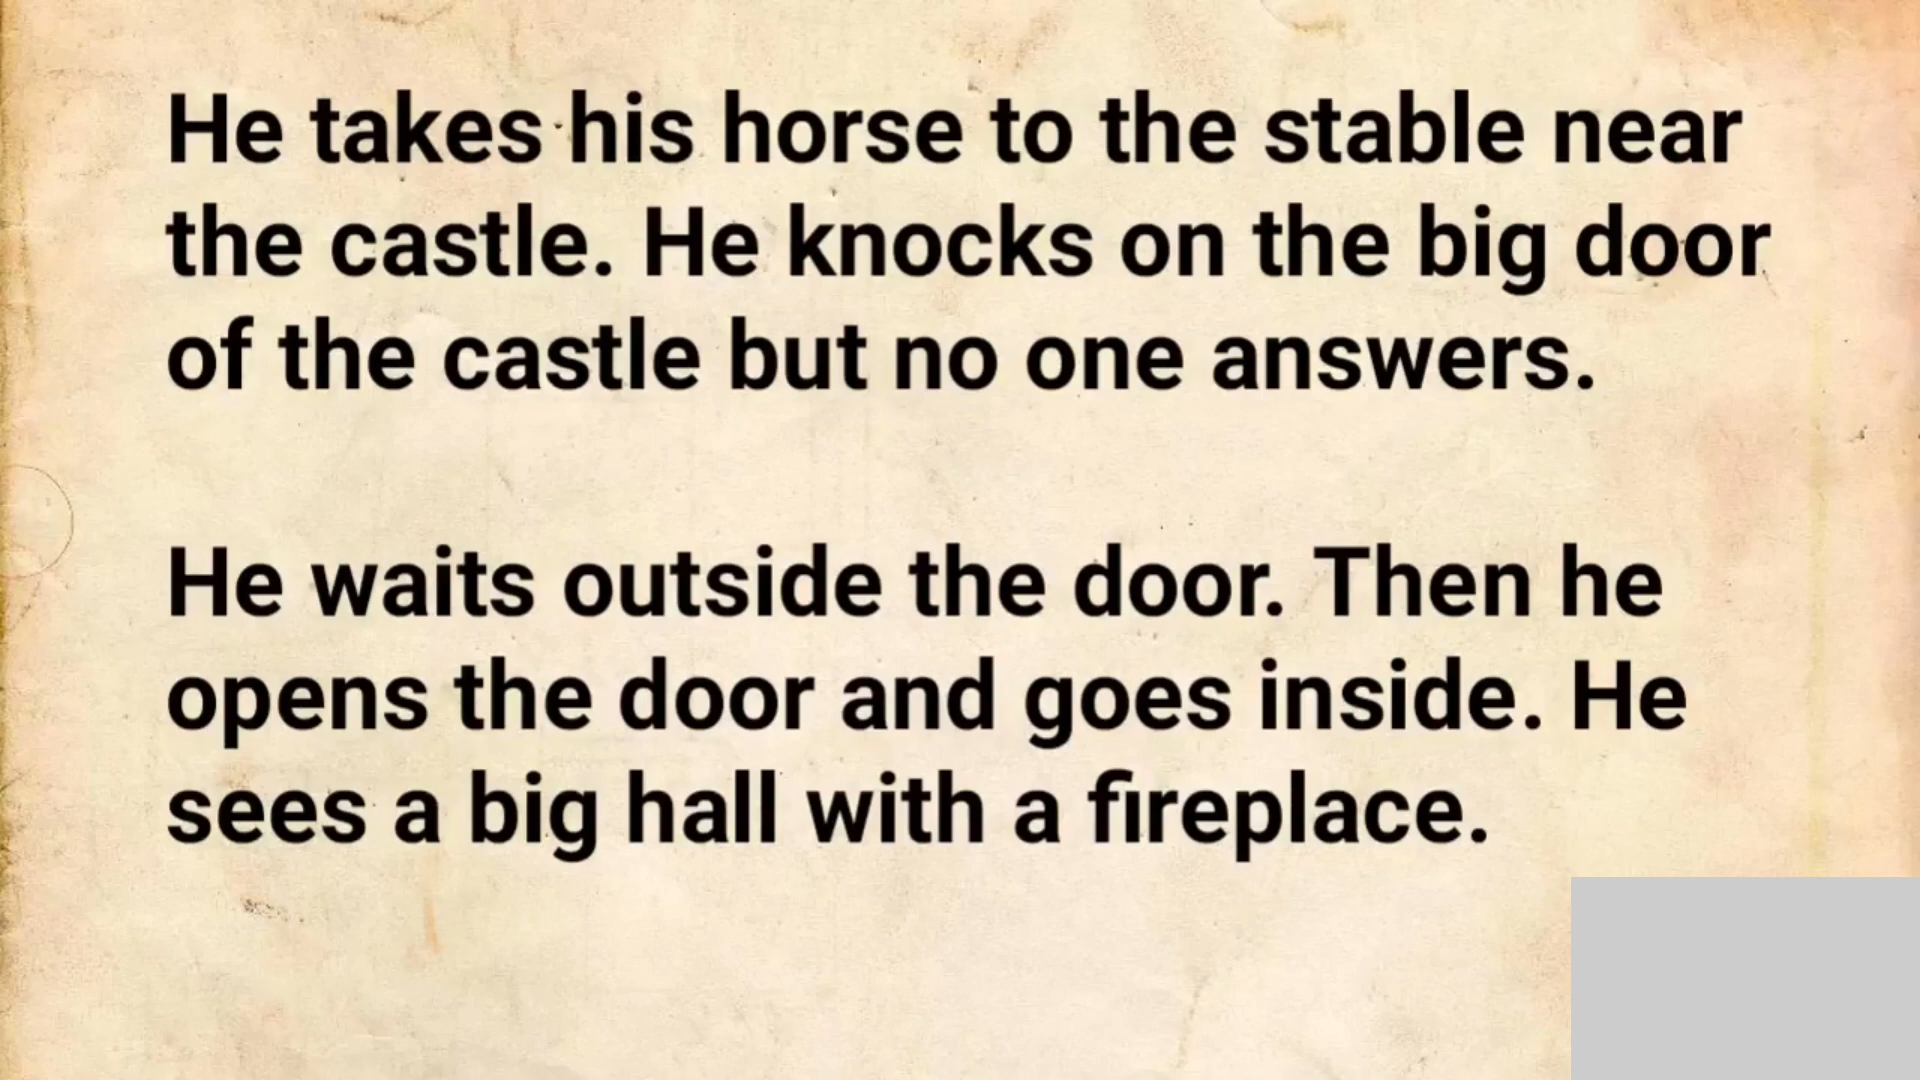 He takes his horse to the stable near
the castle. He knocks on the big door
of the castle but no one answers.
He waits outside the door. Then he
opens the door and goes inside. He
sees a big hall with a fireplace.